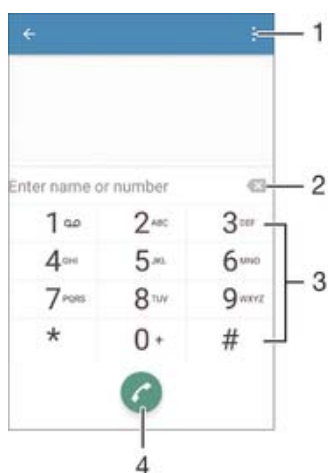 1
Enter name or number
2
1 2 ABC 3 DEF
4 GHI 5 JKL 6 MNO
3
7 PQRS 8 TUV 9 WXYZ
* 0 + #
4